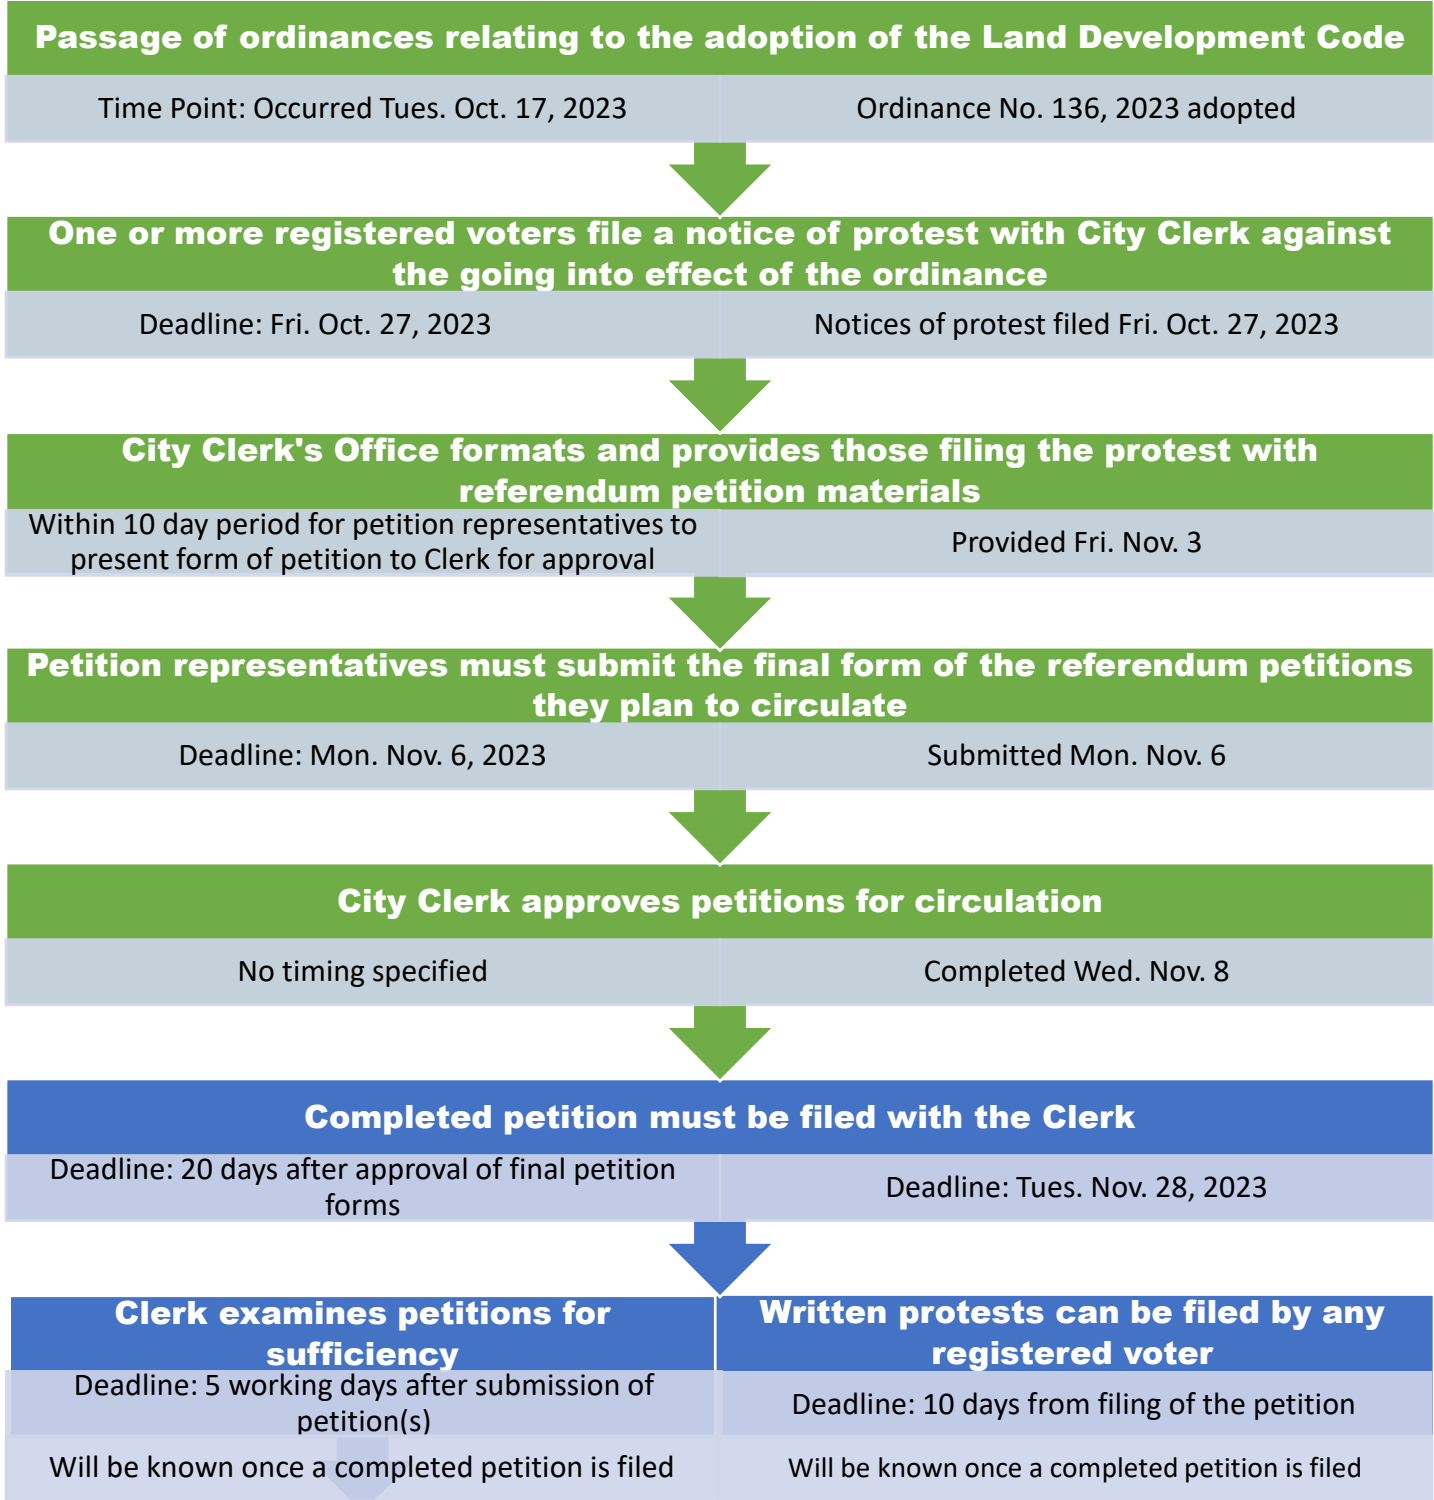 Passage of ordinances relating to the adoption of the Land Development Code
Time Point: Occurred Tues. Oct. 17, 2023
Ordinance No. 136, 2023 adopted
One or more registered voters file a notice of protest with City Clerk against
the going into effect of the ordinance
Deadline: Fri. Oct. 27, 2023
Notices of protest filed Fri. Oct. 27, 2023
City Clerk's Office formats and provides those filing the protest with
referendum petition materials
Within 10 day period for petition representatives to
present form of petition to Clerk for approval
Provided Fri. Nov. 3
Petition representatives must submit the final form of the referendum petitions
they plan to circulate
Deadline: Mon. Nov. 6, 2023
Submitted Mon. Nov. 6
City Clerk approves petitions for circulation
No timing specified
Completed Wed. Nov. 8
Completed petition must be filed with the Clerk
Deadline: 20 days after approval of final petition
forms
Deadline: Tues. Nov. 28, 2023
Clerk examines petitions for
sufficiency
Deadline: 5 working days after submission of
petition(s)
Will be known once a completed petition is filed
Written protests can be filed by any
registered voter
Deadline: 10 days from filing of the petition
Will be known once a completed petition is filed